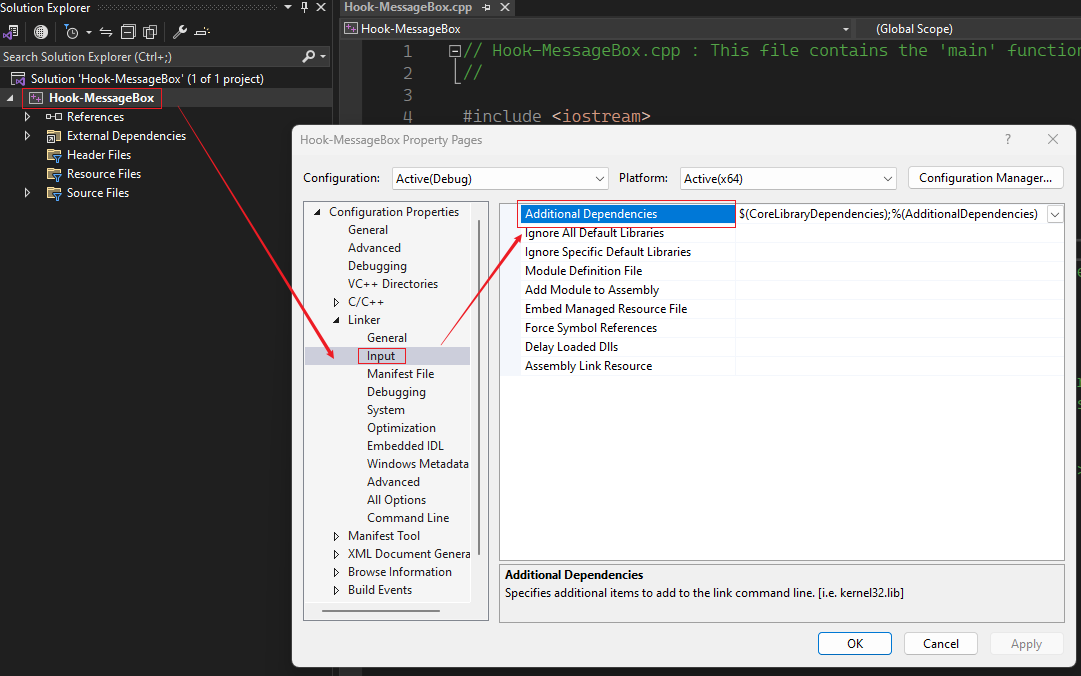 Solution Explorer
Search Solution Explorer (Ctrl+;)
Solution 'Hook-MessageBox' (1 of 1 project)
Hook-MessageBox
References
External Dependencies
Header Files
Resource Files
Source Files
Hook-MessageBox.cpp
Hook-MessageBox
(Global Scope)
1 // Hook-MessageBox.cpp : This file contains the 'main' function
2 //
3
4 #include <iostream>
Hook-MessageBox Property Pages
?
Configuration: Active(Debug) Platform: Active(x64) Configuration Manager...
Configuration Properties
General
Advanced
Debugging
VC++ Directories
C/C++
Linker
General
Input
Manifest File
Debugging
System
Optimization
Embedded IDL
Windows Metadata
Advanced
All Options
Command Line
Manifest Tool
XML Document Genera
Browse Information
Build Events
Additional Dependencies $(CoreLibraryDependencies);%(AdditionalDependencies)
Ignore All Default Libraries
Ignore Specific Default Libraries
Module Definition File
Add Module to Assembly
Embed Managed Resource File
Force Symbol References
Delay Loaded Dlls
Assembly Link Resource
Additional Dependencies
Specifies additional items to add to the link command line. [i.e. kernel32.lib]
OK Cancel Apply